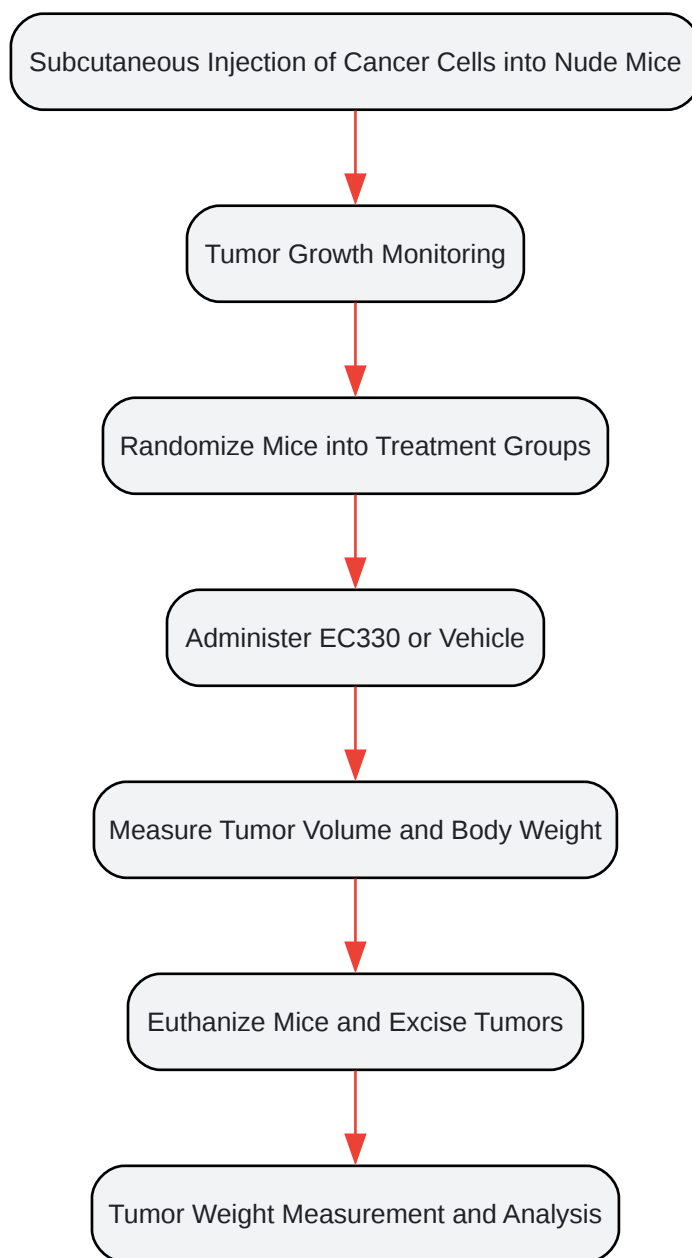 Subcutaneous Injection of Cancer Cells into Nude Mice
Tumor Growth Monitoring
Randomize Mice into Treatment Groups
Administer EC330 or Vehicle
Measure Tumor Volume and Body Weight
Euthanize Mice and Excise Tumors
Tumor Weight Measurement and Analysis